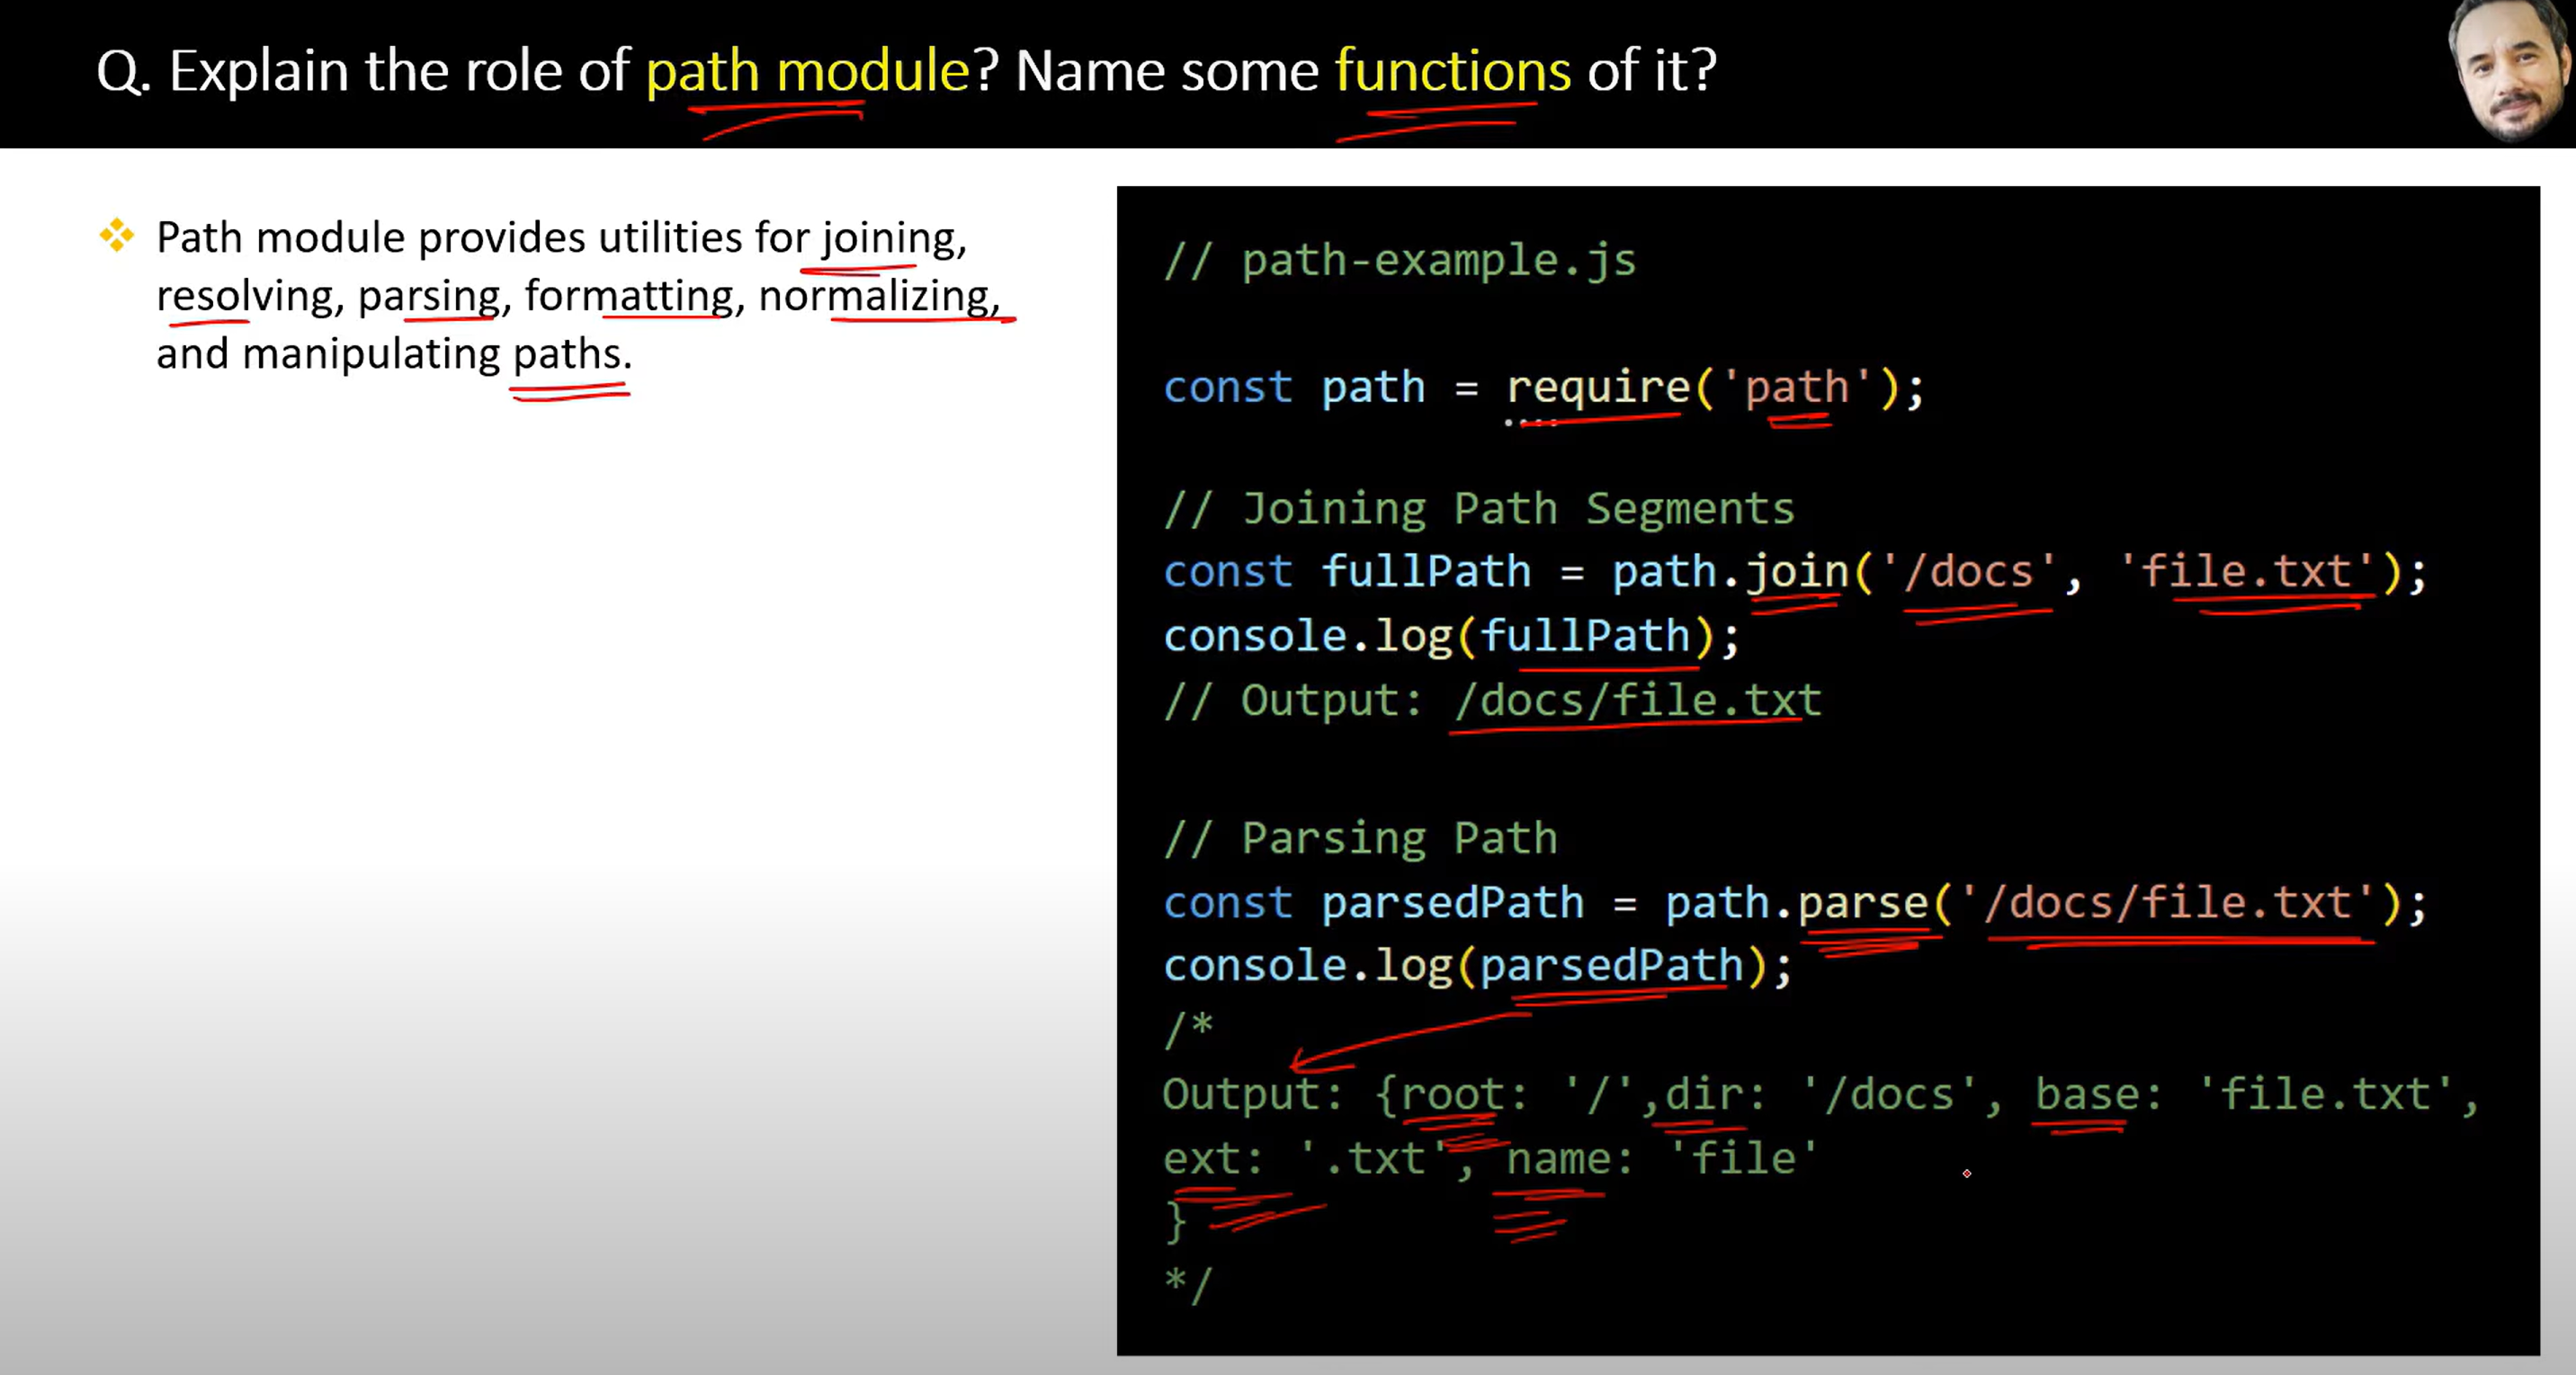 Q. Explain the role of path module? Name some functions of it?
Path module provides utilities for joining,
resolving, parsing, formatting, normalizing,
and manipulating paths.
// path-example.js
const path = require('path');
// Joining Path Segments
const fullPath = path.join('/docs', 'file.txt');
console.log(fullPath);
// Output: /docs/file.txt
// Parsing Path
const parsedPath = path.parse('/docs/file.txt');
console.log(parsedPath);
/*
Output: {root: '/',dir: '/docs', base: 'file.txt',
ext: '.txt', name: 'file'
}
*/